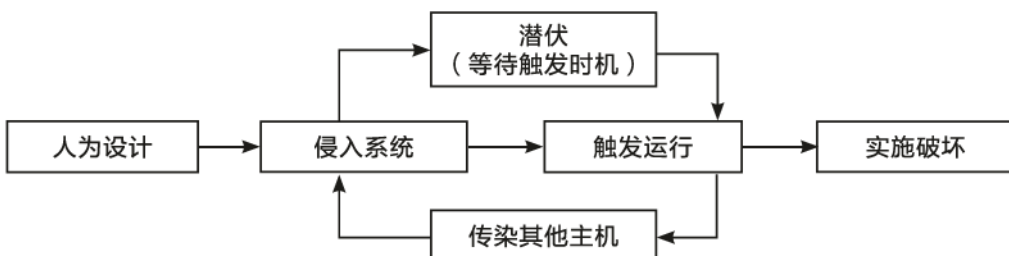 潜伏
（等待触发时机）
人为设计
侵入系统
触发运行
实施破坏
传染其他主机